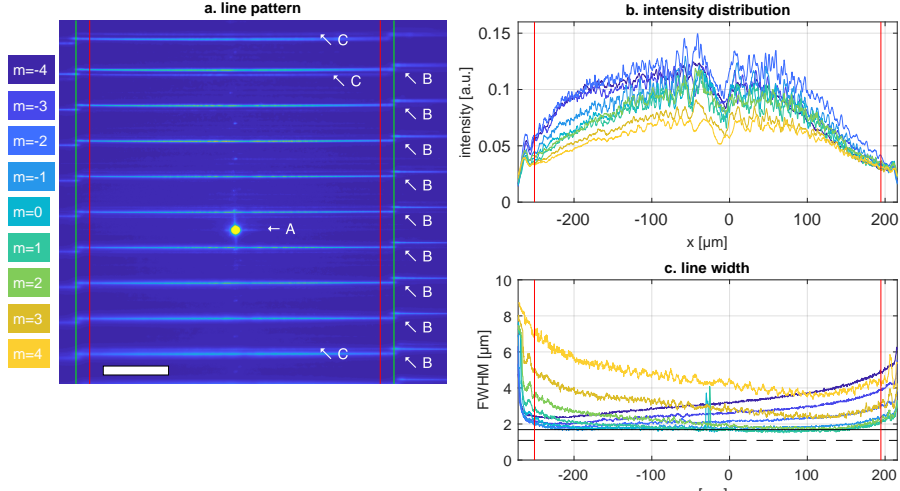 a. line pattern
m=-4
m=-3
m=-2
m=-1
m=0
m=1
m=2
m=3
m=4
C
C
B
B
B
B
B
A
B
B
B
C
B
b. intensity distribution
intensity [a.u.]
0.15
0.1
0.05
0
-200
-100
0
100
200
x [μm]
c. line width
FWHM [μm]
10
8
6
4
2
0
-200
-100
0
100
200